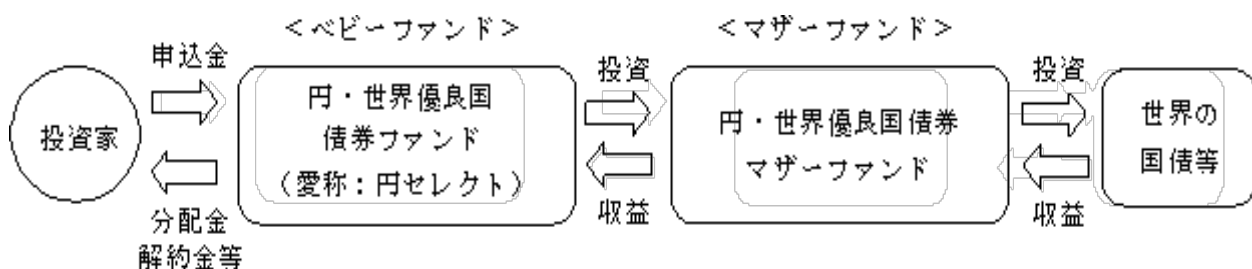 ＜ベビーファンド＞
＜マザーファンド＞
申込金
投資
投資
投資家
円・世界優良国
債券ファンド
（愛称：円セレクト）
円・世界優良国債券
マザーファンド
世界の
国債等
分配金
解約金等
収益
収益